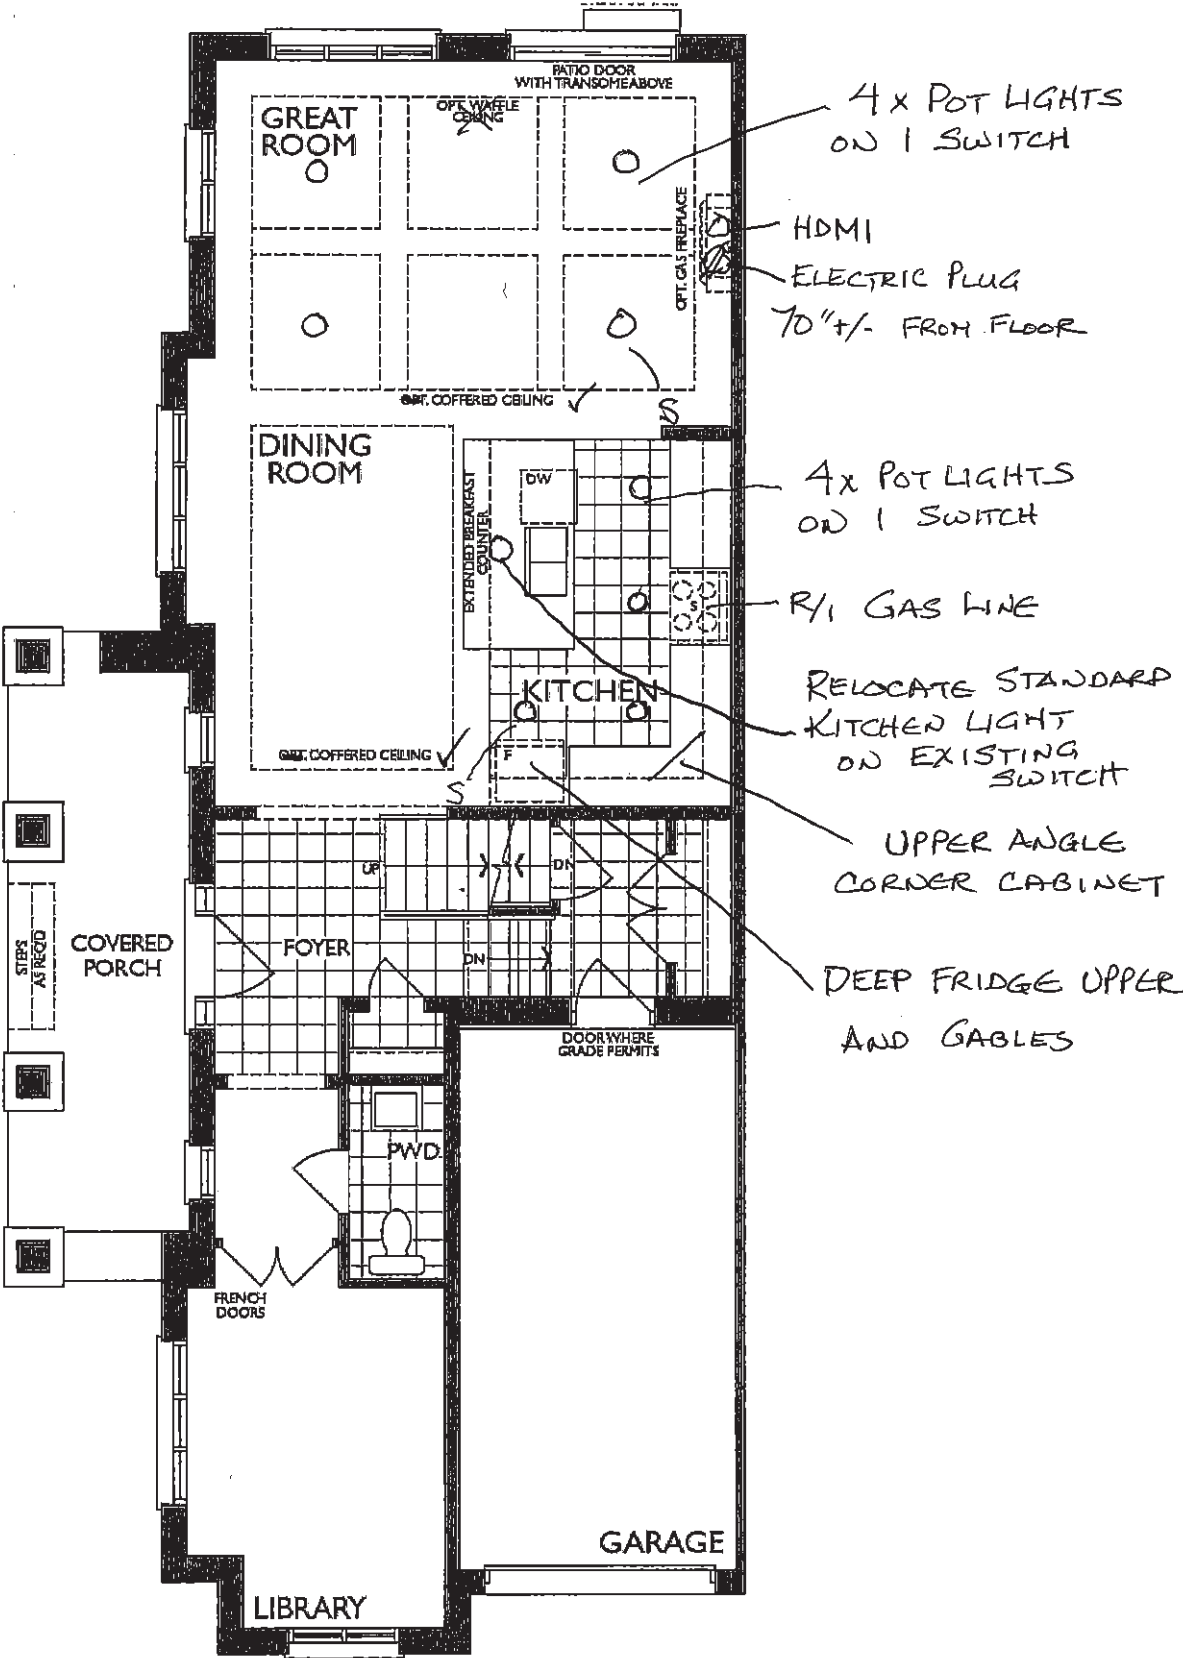 PATIO DOOR
WITH TRANSOME ABOVE
GREAT
ROOM
OPT. WAFFLE
CEILING
4 x POT LIGHTS
ON 1 SWITCH
OPT. GAS FIREPLACE
HDMI
ELECTRIC PLUG
70"+/- FROM FLOOR
OPT. COFFERED CEILING
S
DINING
ROOM
EXTENDED BREAKFAST
COUNTER
DW
4x POT LIGHTS
ON 1 SWITCH
S
R/I GAS LINE
KITCHEN
RELOCATE STANDARD
KITCHEN LIGHT
ON EXISTING
SWITCH
OPT. COFFERED CEILING
F
S
UPPER ANGLE
CORNER CABINET
UP
DN
STEPS
AS REQ'D
COVERED
PORCH
FOYER
DN
DEEP FRIDGE UPPER
AND GABLES
DOOR WHERE
GRADE PERMITS
PWD.
FRENCH
DOORS
GARAGE
LIBRARY